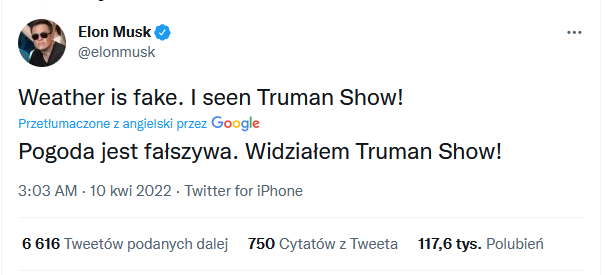 Elon Musk
@elonmusk
Weather is fake. I seen Truman Show!
Przetłumaczone z angielski przez Google
Pogoda jest fałszywa. Widziałem Truman Show!
3:03 AM · 10 kwi 2022 · Twitter for iPhone
6 616 Tweetów podanych dalej 750 Cytatów z Tweeta 117,6 tys. Polubień